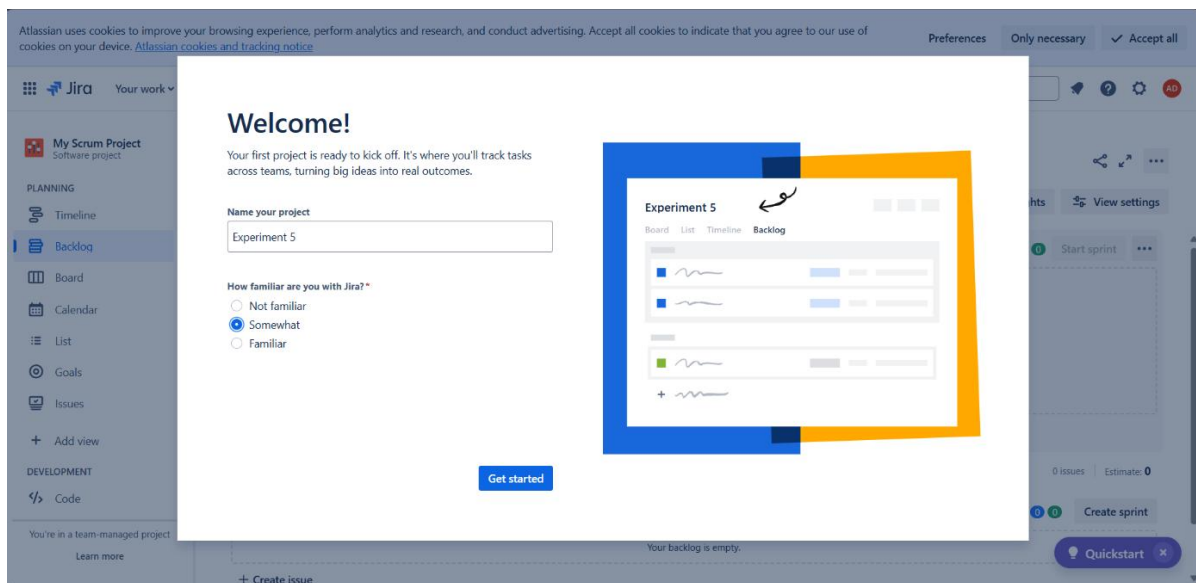 Atlassian uses cookies to improve your browsing experience, perform analytics and research, and conduct advertising. Accept all cookies to indicate that you agree to our use of
cookies on your device. Atlassian cookies and tracking notice
Preferences
Only necessary
Accept all
Jira
Your work
AD
My Scrum Project
Software project
PLANNING
Timeline
Backlog
Board
Calendar
List
Goals
Issues
Add view
DEVELOPMENT
Code
You're in a team-managed project
Learn more
Welcome!
Your first project is ready to kick off. It's where you'll track tasks
across teams, turning big ideas into real outcomes.
Name your project
Experiment 5
How familiar are you with Jira?*
Not familiar
Somewhat
Familiar
Get started
Experiment 5
Board List Timeline Backlog
View settings
0 Start sprint
0 issues Estimate: 0
0 0 Create sprint
Your backlog is empty.
+ Create issue
Quickstart